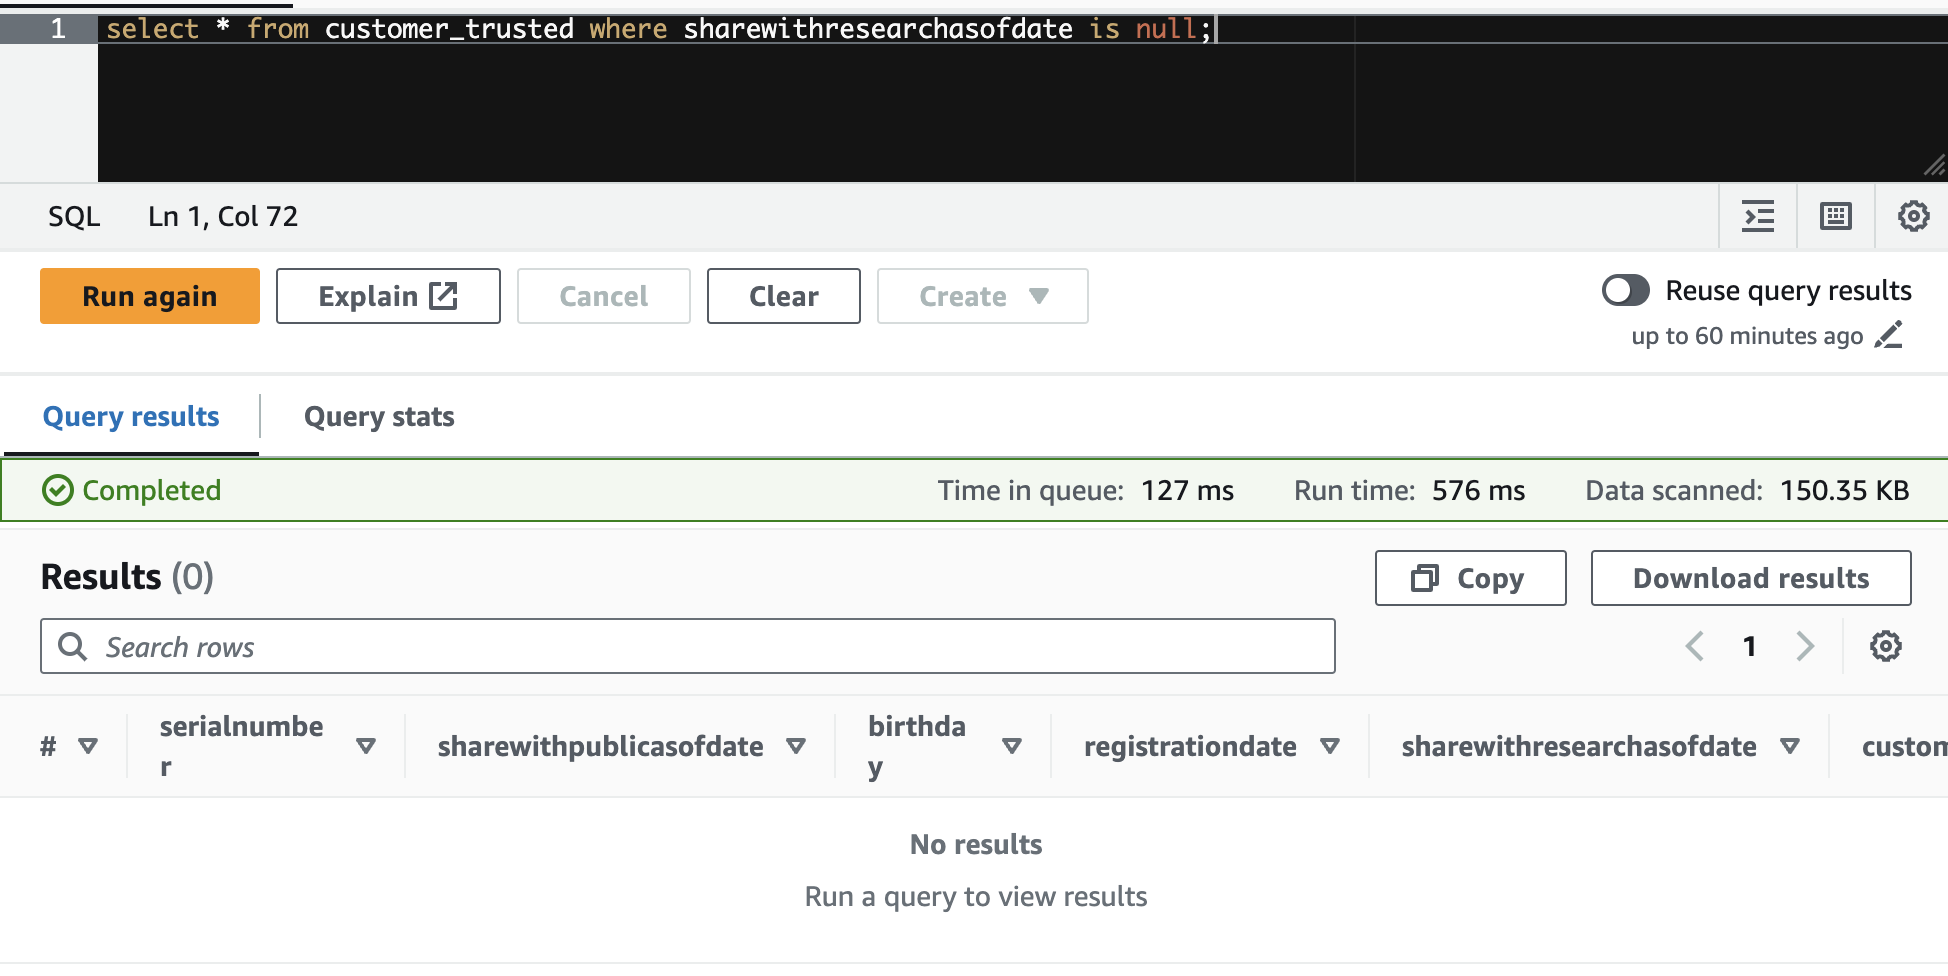 1 select * from customer_trusted where sharewithresearchasofdate is null;
SQL Ln 1, Col 72
Run again Explain Cancel Clear Create Reuse query results
up to 60 minutes ago
Query results Query stats
Completed Time in queue: 127 ms Run time: 576 ms Data scanned: 150.35 KB
Results (0) Copy Download results
Search rows 1
# serialnumbe
r sharewithpublicasofdate birthda
y registrationdate sharewithresearchasofdate custom
No results
Run a query to view results